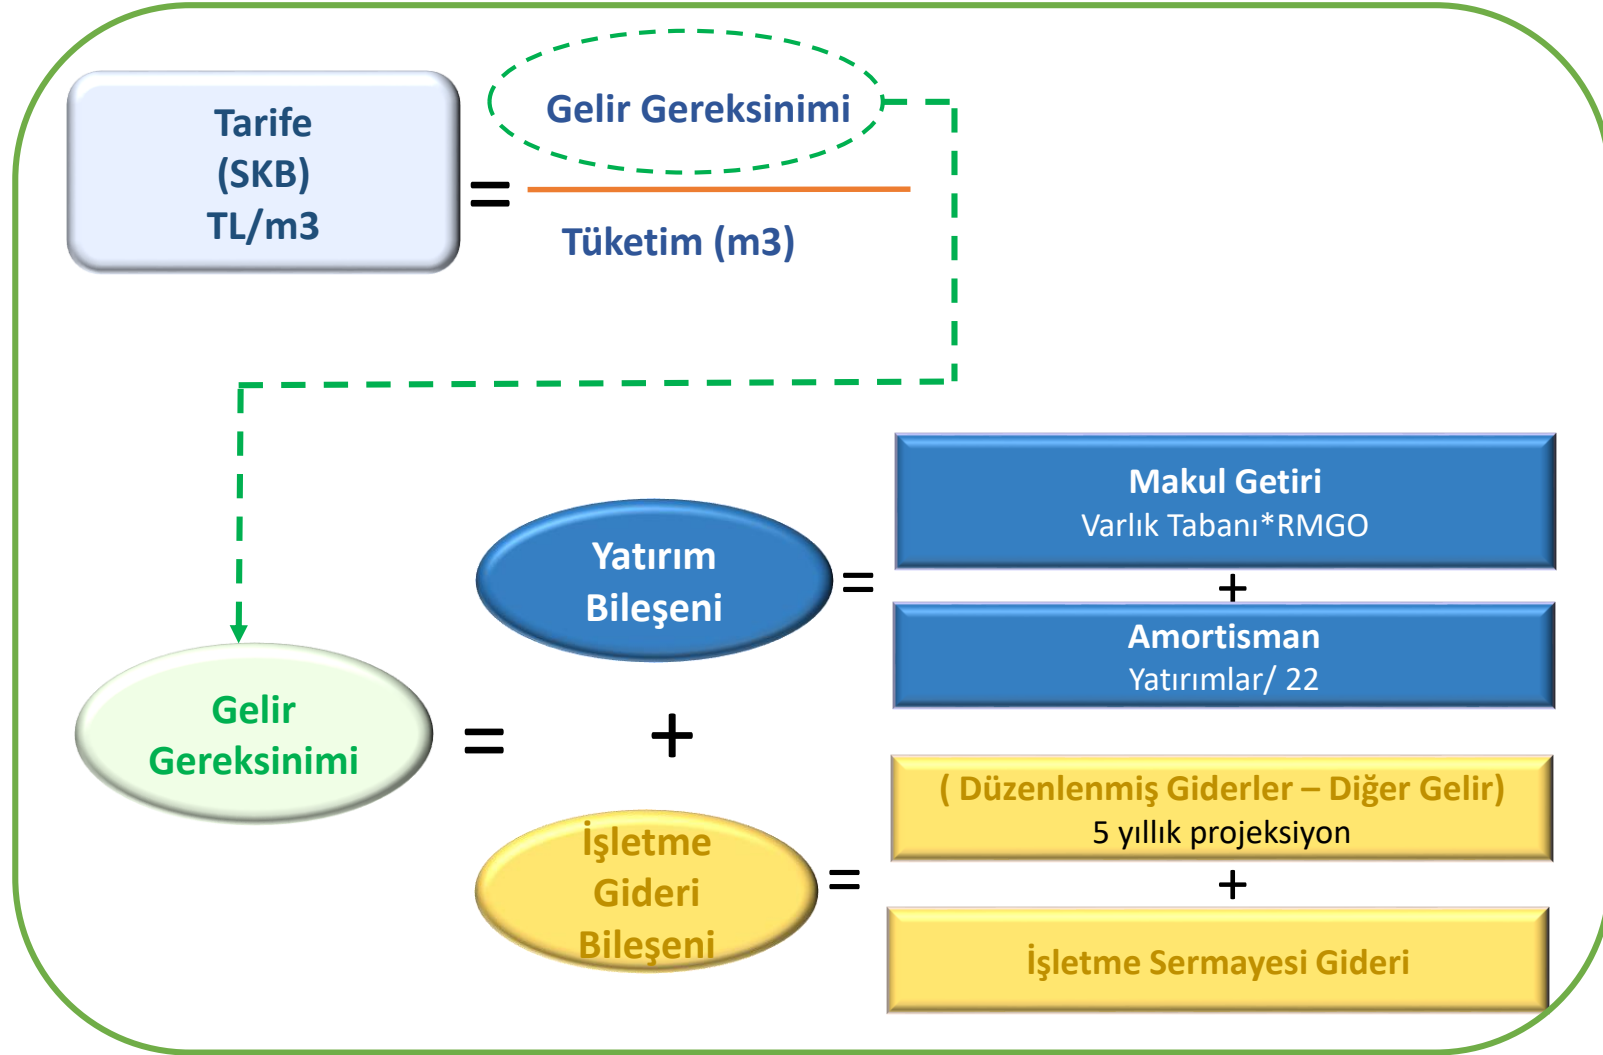 Tarife
(SKB)
TL/m3
=
Gelir Gereksinimi
Tüketim (m3)
Gelir
Gereksinimi
=
Yatırım
Bileşeni
=
Makul Getiri
Varlık Tabanı*RMGO
+
Amortisman
Yatırımlar/ 22
+
İşletme
Gideri
Bileşeni
=
( Düzenlenmiş Giderler – Diğer Gelir)
5 yıllık projeksiyon
+
İşletme Sermayesi Gideri